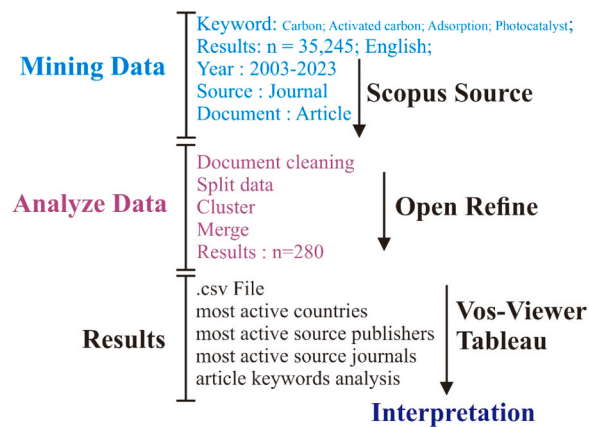 Keyword: Carbon; Activated carbon; Adsorption; Photocatalyst;
Results: n = 35,245; English;
Mining Data
Year : 2003-2023
Source : Journal
Scopus Source
Document : Article
Document cleaning
Split data
Analyze Data
Cluster
Open Refine
Merge
Results : n=280
.csv File
most active countries
Vos-Viewer
Results
most active source publishers
Tableau
most active source journals
article keywords analysis
Interpretation